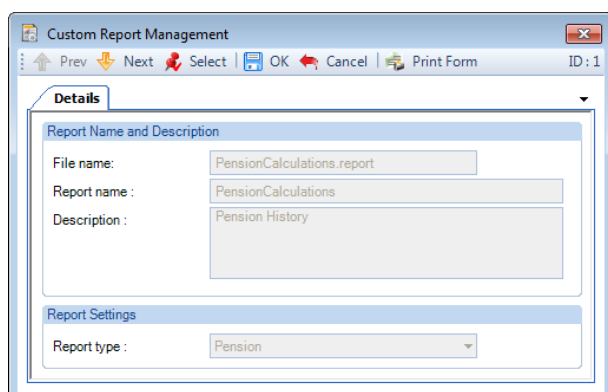 Custom Report Management
Prev Next Select OK Cancel Print Form ID : 1
Details
Report Name and Description
File name: PensionCalculations.report
Report name : PensionCalculations
Description : Pension History
Report Settings
Report type : Pension